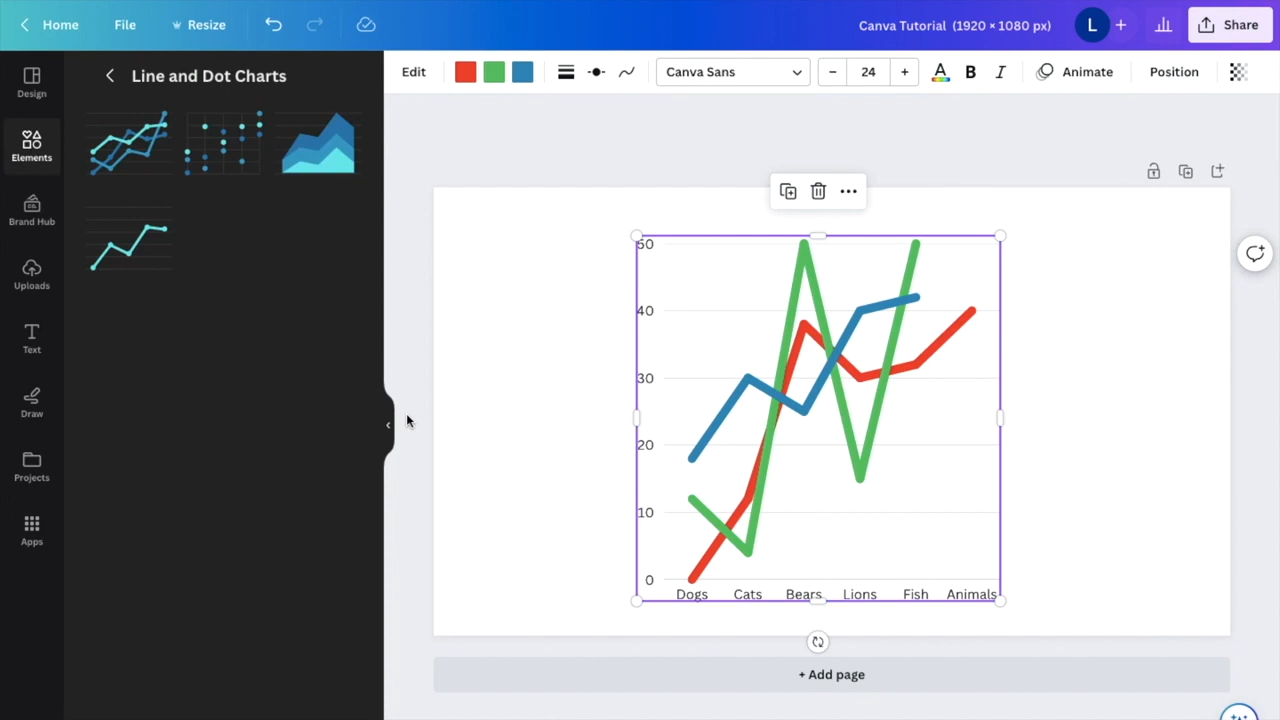 Home File Resize Canva Tutorial (1920 × 1080 px) L + Share
Design
Elements
Brand Hub
Uploads
Text
Draw
Projects
Apps
Line and Dot Charts
Edit Canva Sans − 24 + A B I Animate Position
50
40
30
20
10
0
Dogs Cats Bears Lions Fish Animals
+ Add page